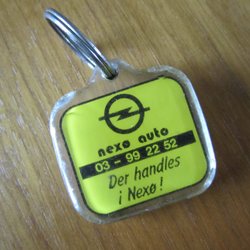 nexø auto
03 - 99 22 52
Der handles
i Nexø!